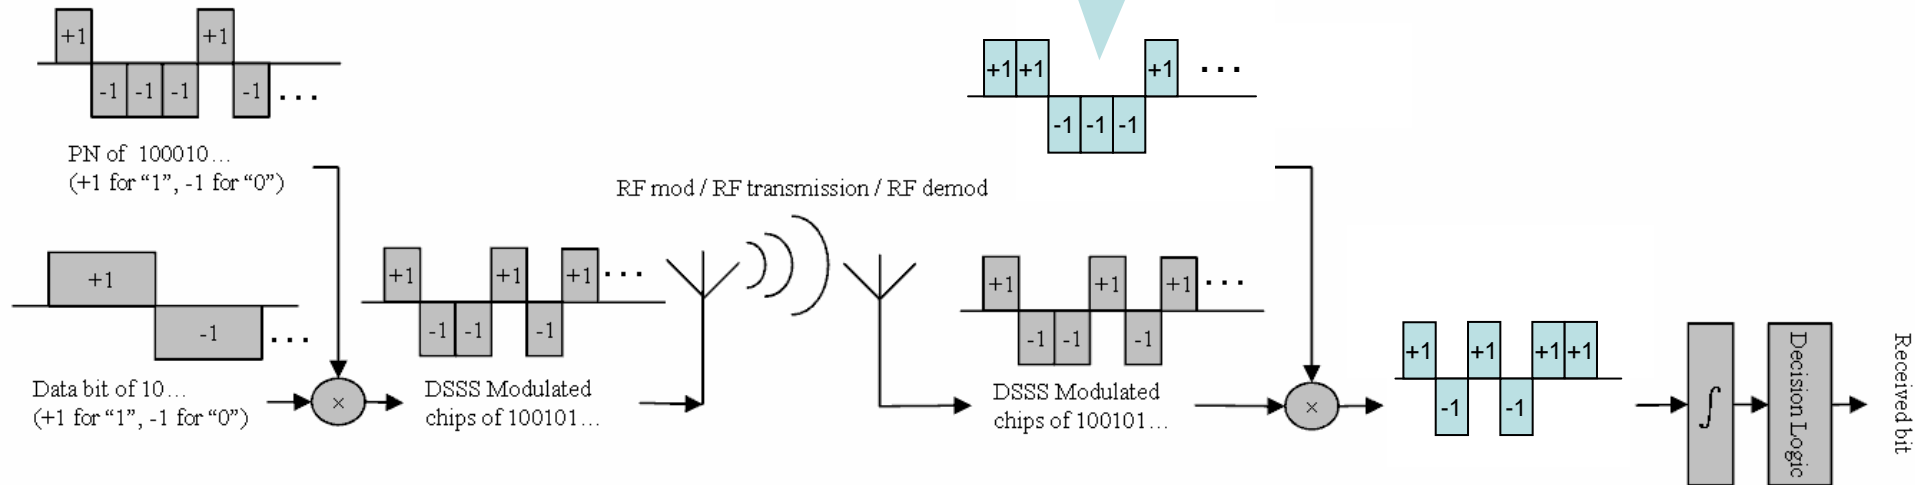 +1 +1
-1 -1 -1 -1 ...
PN of 100010...
(+1 for “1”, -1 for “0”)
+1
-1 ...
Data bit of 10...
(+1 for “1”, -1 for “0”)
×
+1 +1 +1 ...
-1 -1 -1
DSSS Modulated
chips of 100101...
RF mod / RF transmission / RF demod
+1 +1 +1 ...
-1 -1 -1
+1 +1 +1 ...
-1 -1 -1
DSSS Modulated
chips of 100101...
×
+1 +1 +1 +1
-1 -1
∫
Decision Logic
Received bit